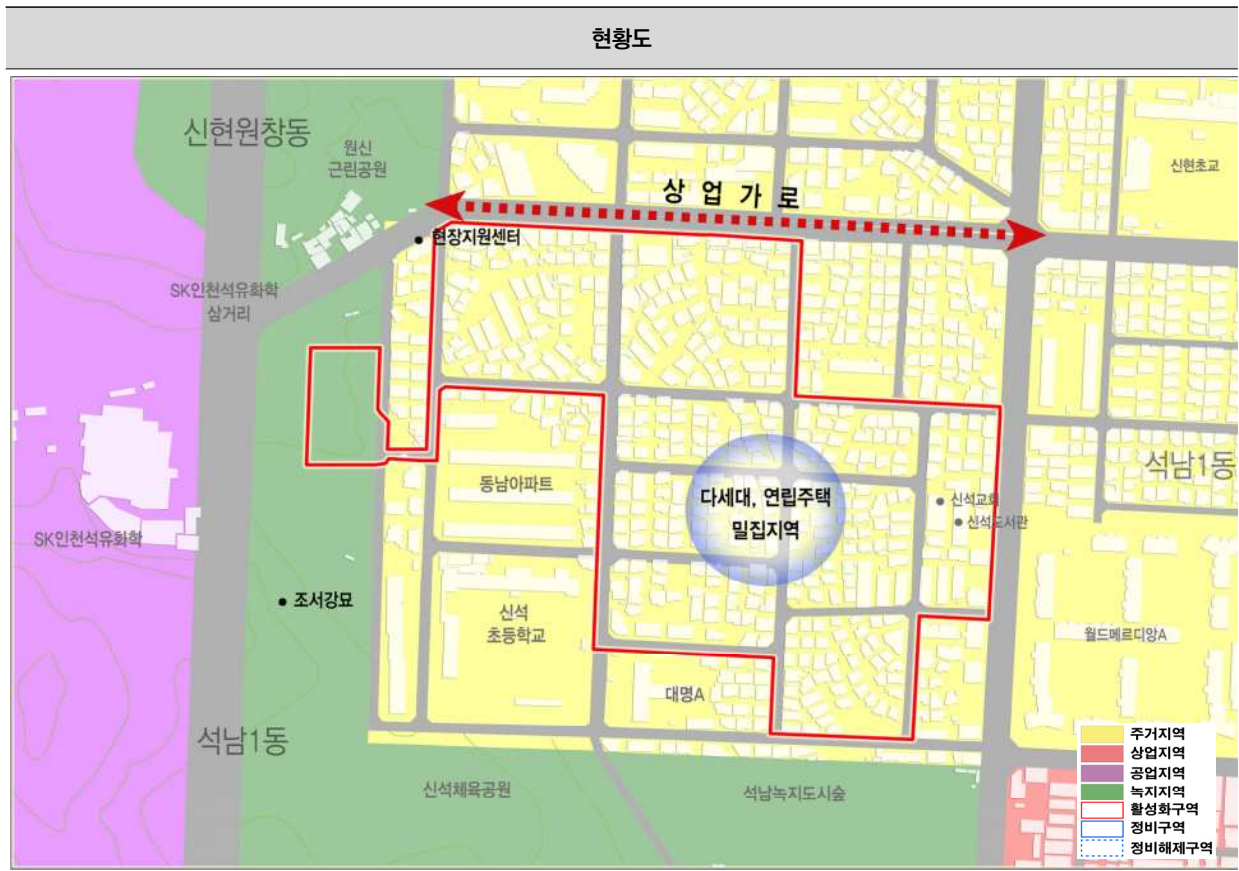 현황도
신현원창동
원신
근린공원
신현초교
상 업 가 로
현장지원센터
SK인천석유화학
삼거리
석남1동
동남아파트
다세대, 연립주택
밀집지역
신석교회
신석도서관
SK인천석유화학
조서강묘
신석
초등학교
월드메르디앙A
대명A
석남1동
신석체육공원
석남녹지도시숲
주거지역
상업지역
공업지역
녹지지역
활성화구역
정비구역
정비해제구역